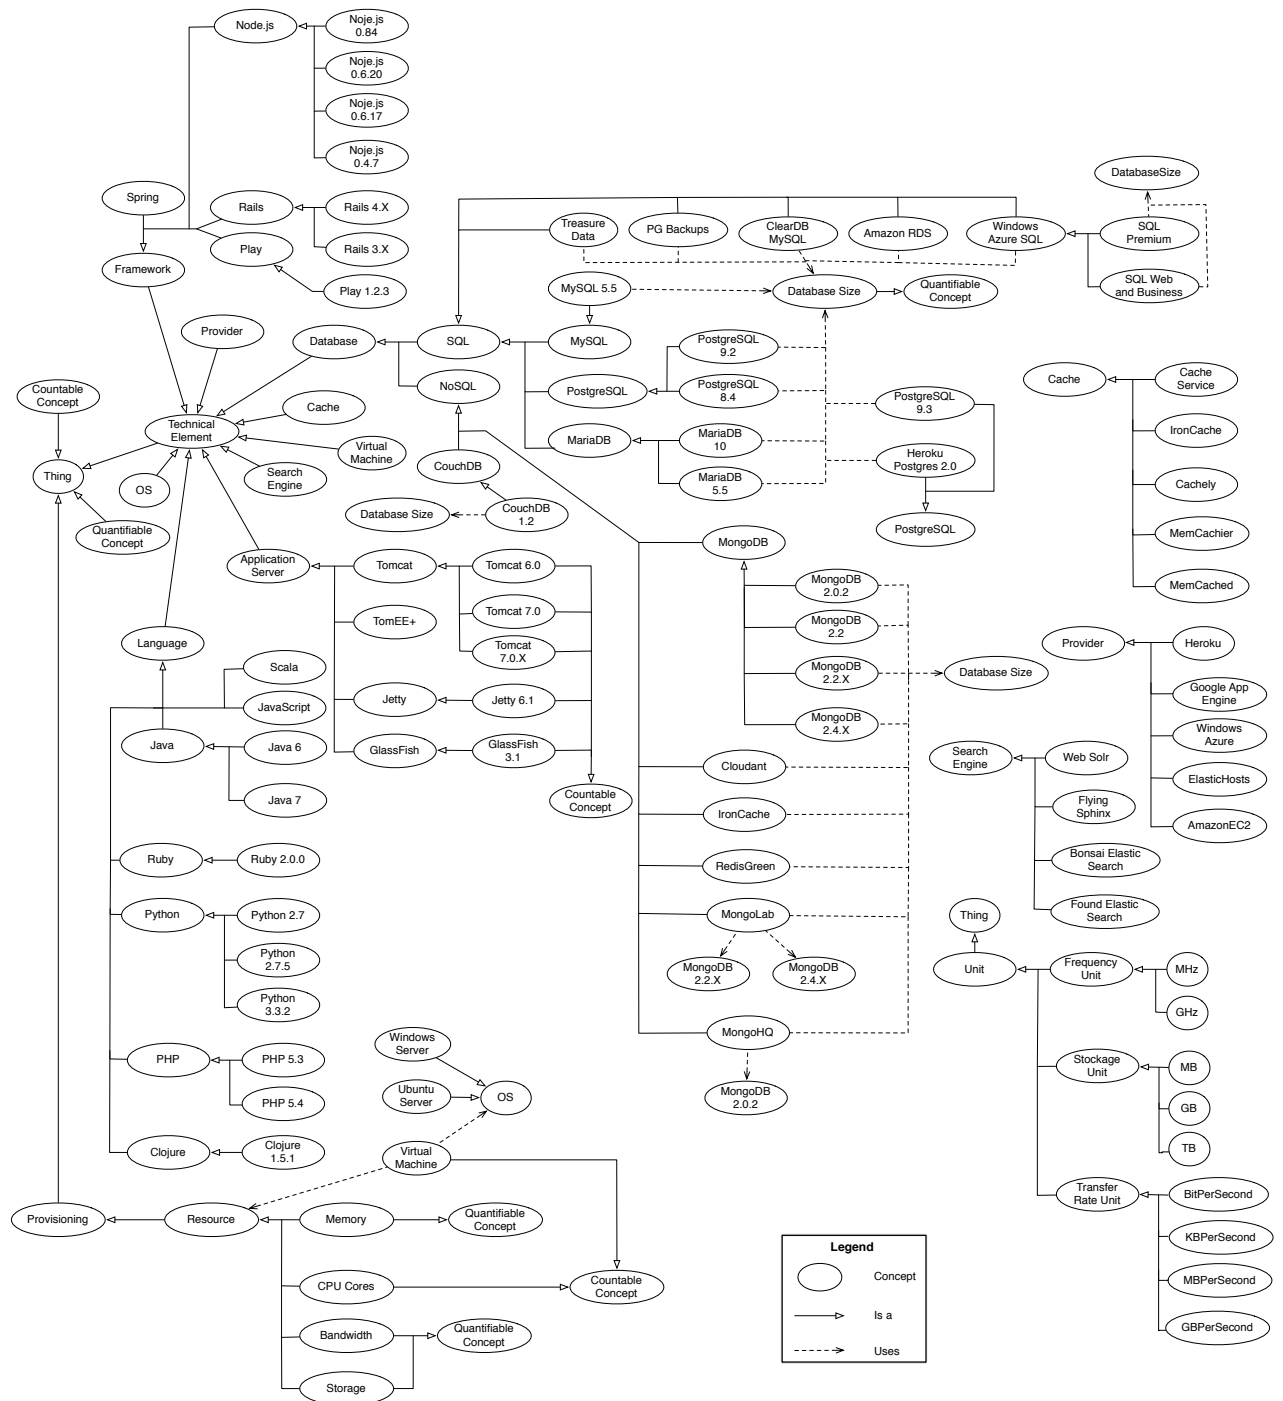 Node.js
Noje.js
0.84
Noje.js
0.6.20
Noje.js
0.6.17
Noje.js
0.4.7
Spring
Rails
Rails 4.X
Play
Rails 3.X
Framework
Play 1.2.3
Treasure
Data
PG Backups
ClearDB
MySQL
Amazon RDS
Windows
Azure SQL
DatabaseSize
SQL
Premium
SQL Web
and Business
MySQL 5.5
Database Size
Quantifiable
Concept
Provider
Database
SQL
MySQL
PostgreSQL
9.2
NoSQL
PostgreSQL
PostgreSQL
8.4
PostgreSQL
9.3
MariaDB
MariaDB
10
MariaDB
5.5
Heroku
Postgres 2.0
PostgreSQL
Cache
Cache
Service
IronCache
Cachely
MemCachier
MemCached
Countable
Concept
Cache
Technical
Element
Virtual
Machine
Thing
OS
Search
Engine
Quantifiable
Concept
CouchDB
Database Size
CouchDB
1.2
Application
Server
Tomcat
Tomcat 6.0
TomEE+
Tomcat 7.0
Tomcat
7.0.X
Jetty
Jetty 6.1
GlassFish
GlassFish
3.1
Countable
Concept
MongoDB
MongoDB
2.0.2
MongoDB
2.2
MongoDB
2.2.X
Database Size
MongoDB
2.4.X
Cloudant
IronCache
RedisGreen
MongoLab
MongoDB
2.2.X
MongoDB
2.4.X
MongoHQ
MongoDB
2.0.2
Provider
Heroku
Google App
Engine
Windows
Azure
ElasticHosts
AmazonEC2
Search
Engine
Web Solr
Flying
Sphinx
Bonsai Elastic
Search
Found Elastic
Search
Language
Scala
JavaScript
Java
Java 6
Java 7
Ruby
Ruby 2.0.0
Python
Python 2.7
Python
2.7.5
Python
3.3.2
PHP
PHP 5.3
PHP 5.4
Clojure
Clojure
1.5.1
Thing
Unit
Frequency
Unit
MHz
GHz
Stockage
Unit
MB
GB
TB
Transfer
Rate Unit
BitPerSecond
KBPerSecond
MBPerSecond
GBPerSecond
Windows
Server
Ubuntu
Server
OS
Virtual
Machine
Provisioning
Resource
Memory
Quantifiable
Concept
CPU Cores
Countable
Concept
Bandwidth
Quantifiable
Concept
Storage
Legend
Concept
Is a
Uses